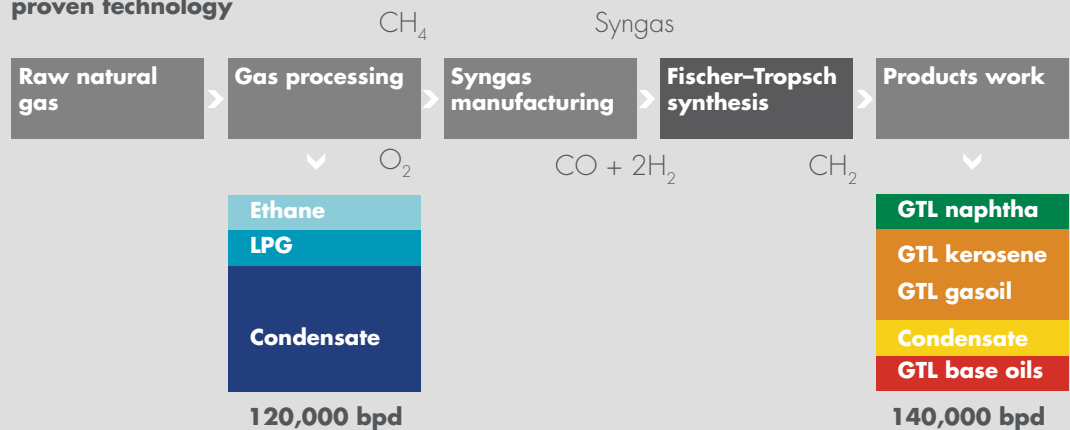 proven technology
CH₄
Syngas
Raw natural
gas
Gas processing
Syngas
manufacturing
Fischer–Tropsch
synthesis
Products work
O₂
CO + 2H₂
CH₂
Ethane
LPG
Condensate
120,000 bpd
GTL naphtha
GTL kerosene
GTL gasoil
Condensate
GTL base oils
140,000 bpd